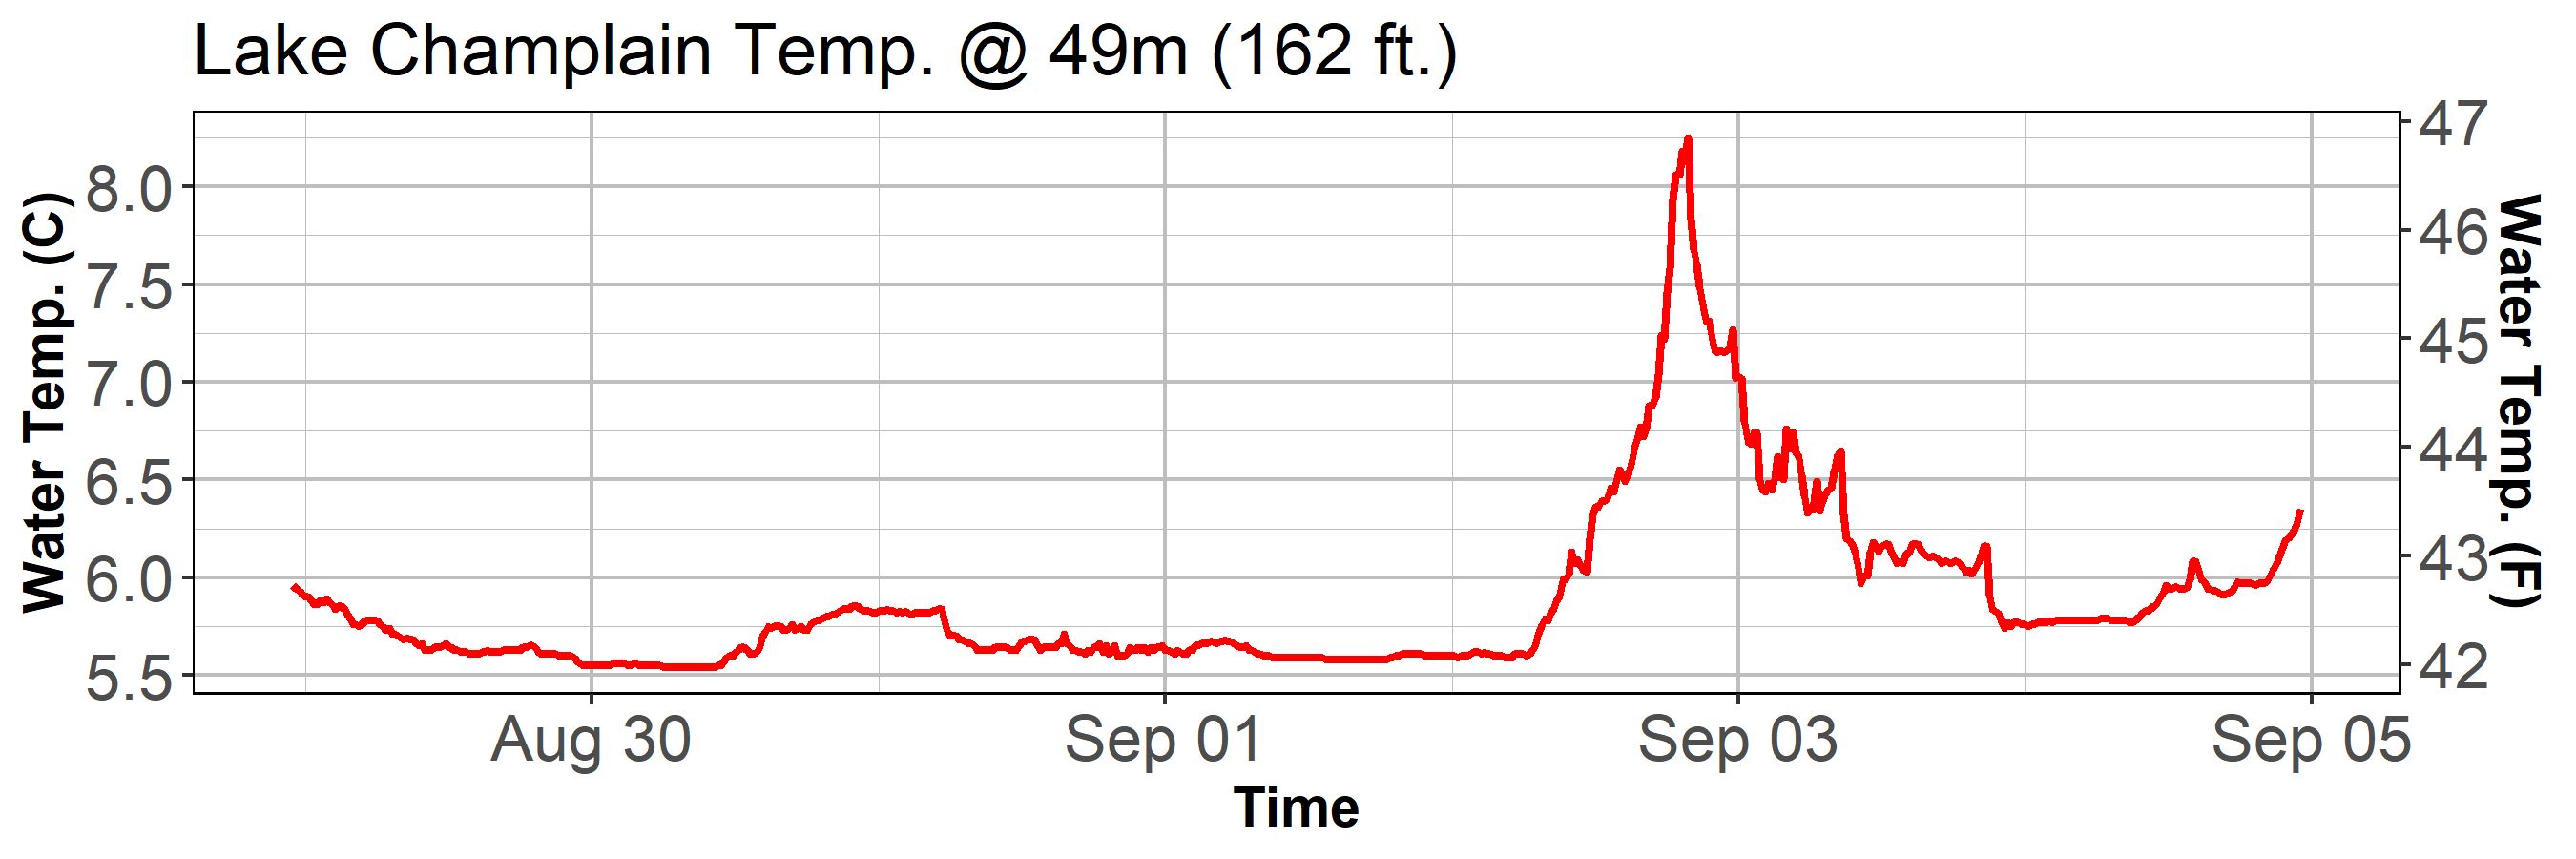 Lake Champlain Temp. @ 49m (162 ft.)
Water Temp. (C)
8.0
7.5
7.0
6.5
6.0
5.5
47
46
45
44
43
42
Water Temp. (F)
Aug 30 Sep 01 Sep 03 Sep 05
Time